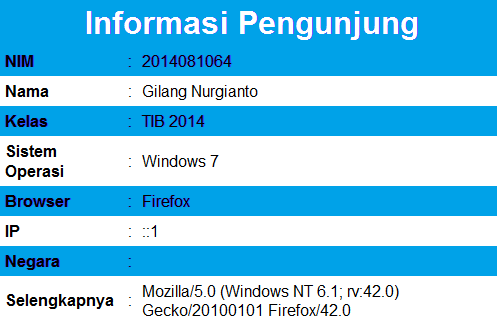 Informasi Pengunjung
NIM : 2014081064
Nama : Gilang Nurgianto
Kelas : TIB 2014
Sistem
Operasi : Windows 7
Browser : Firefox
IP : ::1
Negara :
Selengkapnya : Mozilla/5.0 (Windows NT 6.1; rv:42.0)
Gecko/20100101 Firefox/42.0